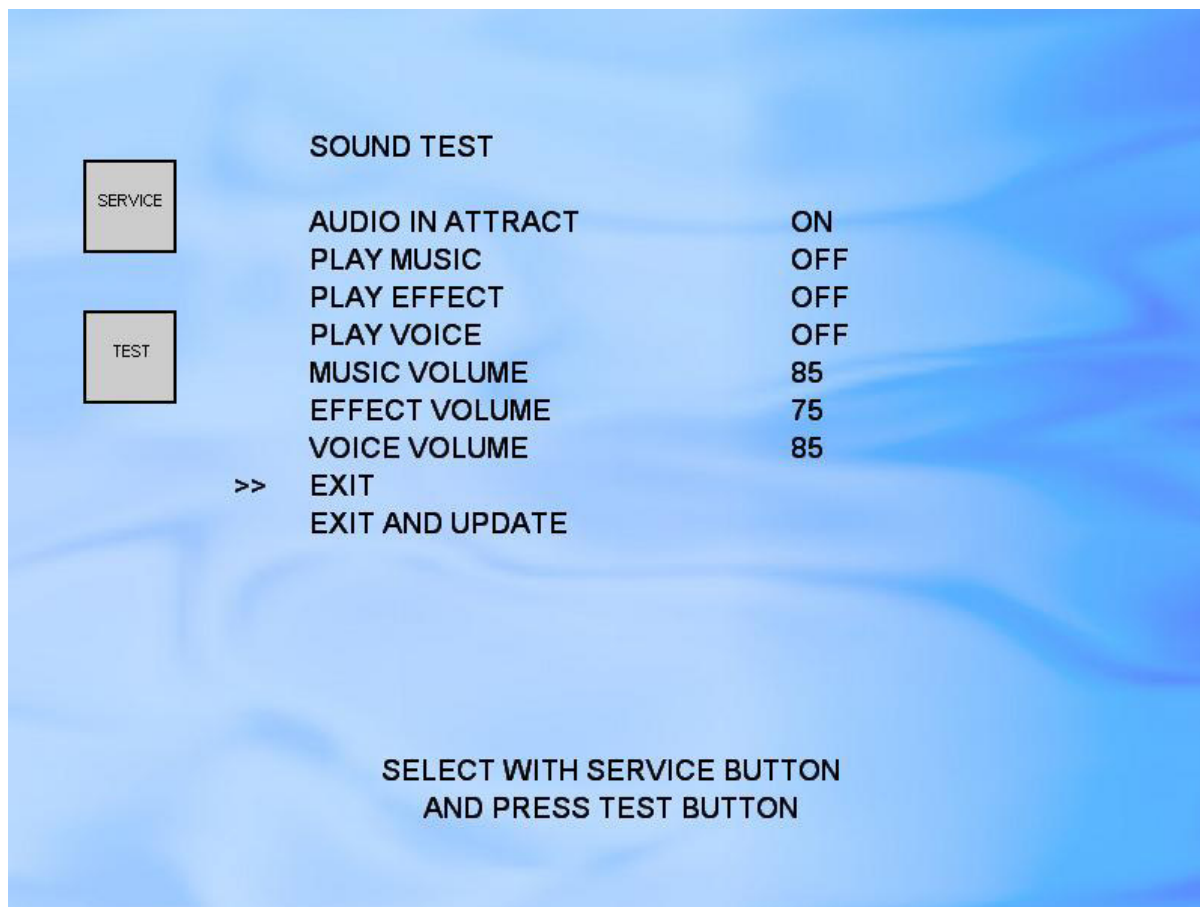 SOUND TEST
SERVICE
AUDIO IN ATTRACT ON
PLAY MUSIC OFF
PLAY EFFECT OFF
PLAY VOICE OFF
TEST
MUSIC VOLUME 85
EFFECT VOLUME 75
VOICE VOLUME 85
>> EXIT
EXIT AND UPDATE
SELECT WITH SERVICE BUTTON
AND PRESS TEST BUTTON